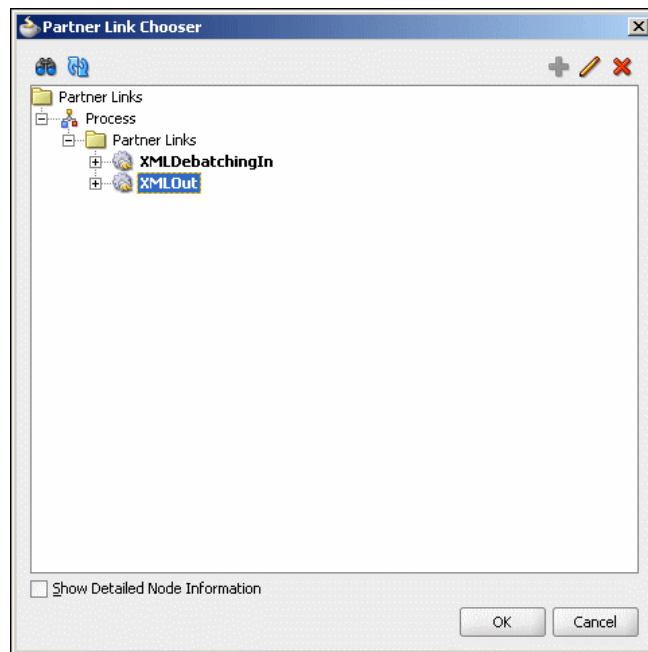 Partner Link Chooser
Partner Links
Process
Partner Links
XMLDebatchingIn
XMLOut
Show Detailed Node Information
OK Cancel